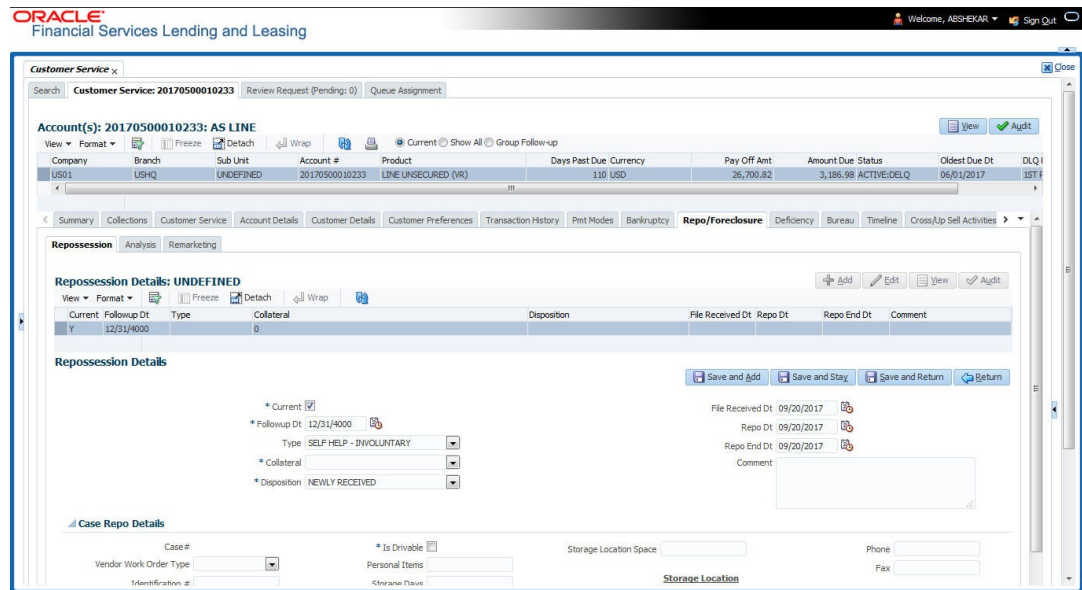 ORACLE®
Financial Services Lending and Leasing
Welcome, ABSHEKAR Sign Out
Customer Service x
Close
Search Customer Service: 20170500010233 Review Request (Pending: 0) Queue Assignment
Account(s): 20170500010233: AS LINE
View Audit
View Format Freeze Detach Wrap Current Show All Group Follow-up
Company Branch Sub Unit Account # Product Days Past Due Currency Pay Off Amt Amount Due Status Oldest Due Dt DLQ
US01 USHQ UNDEFINED 20170500010233 LINE UNSECURED (VR) 110 USD 26,700.82 3,186.98 ACTIVE:DELQ 06/01/2017 1ST
Summary Collections Customer Service Account Details Customer Details Customer Preferences Transaction History Pmt Modes Bankruptcy Repo/Foreclosure Deficiency Bureau Timeline Cross/Up Sell Activities
Repossession Analysis Remarketing
Repossession Details: UNDEFINED
Add Edit View Audit
View Format Freeze Detach Wrap
Current Followup Dt Type Collateral Disposition File Received Dt Repo Dt Repo End Dt Comment
Y 12/31/4000 0
Repossession Details
Save and Add Save and Stay Save and Return Return
* Current
* Followup Dt 12/31/4000
Type SELF HELP - INVOLUNTARY
* Collateral
* Disposition NEWLY RECEIVED
File Received Dt 09/20/2017
Repo Dt 09/20/2017
Repo End Dt 09/20/2017
Comment
Case Repo Details
Case #
Vendor Work Order Type
Identification #
* Is Drivable
Personal Items
Storage Days
Storage Location Space
Storage Location
Phone
Fax